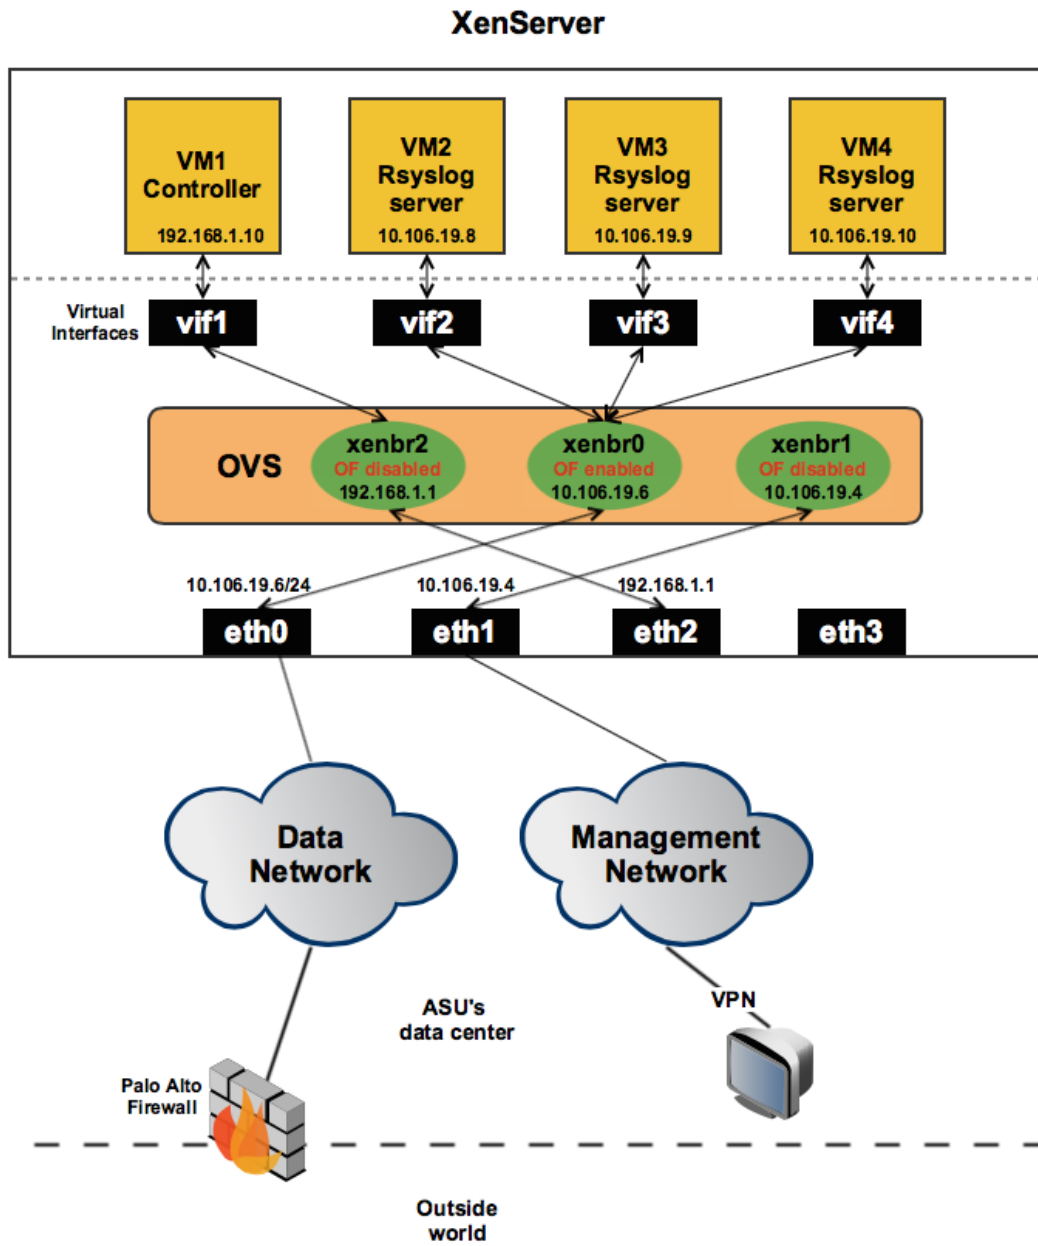 XenServer
VM1
Controller
192.168.1.10
VM2
Rsyslog
server
10.106.19.8
VM3
Rsyslog
server
10.106.19.9
VM4
Rsyslog
server
10.106.19.10
Virtual
Interfaces
vif1
vif2
vif3
vif4
OVS
xenbr2
OF disabled
192.168.1.1
xenbr0
OF enabled
10.106.19.6
xenbr1
OF disabled
10.106.19.4
10.106.19.6/24
10.106.19.4
192.168.1.1
eth0
eth1
eth2
eth3
Data
Network
Management
Network
ASU's
data center
VPN
Palo Alto
Firewall
Outside
world